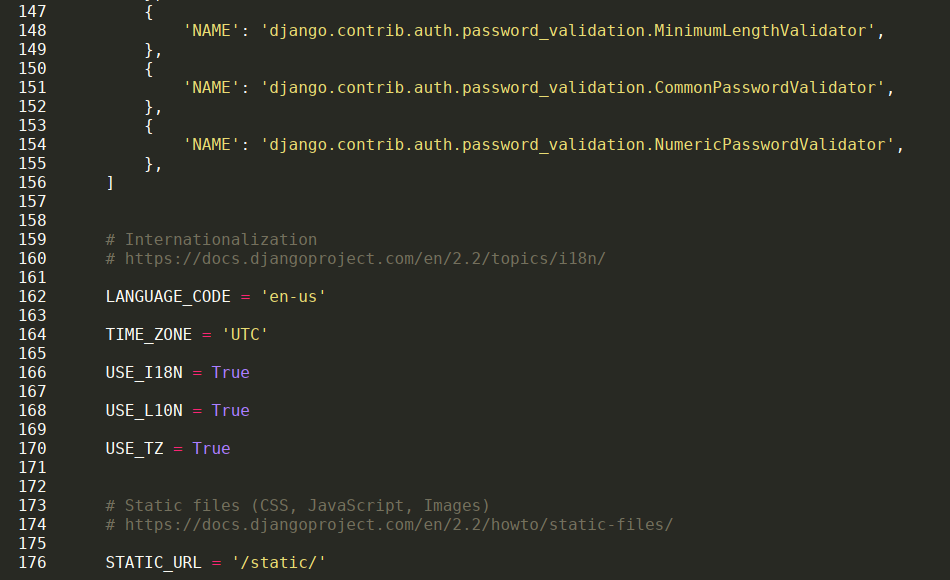 147 {
148 'NAME': 'django.contrib.auth.password_validation.MinimumLengthValidator',
149 },
150 {
151 'NAME': 'django.contrib.auth.password_validation.CommonPasswordValidator',
152 },
153 {
154 'NAME': 'django.contrib.auth.password_validation.NumericPasswordValidator',
155 },
156 ]
157
158
159 # Internationalization
160 # https://docs.djangoproject.com/en/2.2/topics/i18n/
161
162 LANGUAGE_CODE = 'en-us'
163
164 TIME_ZONE = 'UTC'
165
166 USE_I18N = True
167
168 USE_L10N = True
169
170 USE_TZ = True
171
172
173 # Static files (CSS, JavaScript, Images)
174 # https://docs.djangoproject.com/en/2.2/howto/static-files/
175
176 STATIC_URL = '/static/'